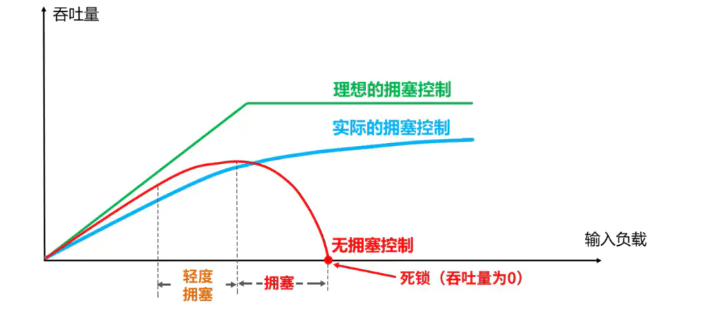 吞吐量
理想的拥塞控制
实际的拥塞控制
无拥塞控制
输入负载
死锁（吞吐量为0）
轻度
拥塞
拥塞